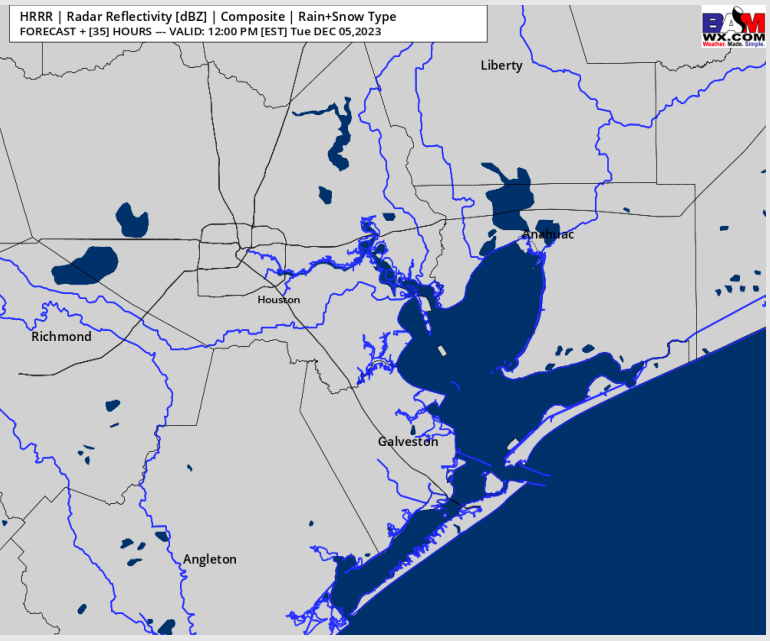 HRRR | Radar Reflectivity [dBZ] | Composite | Rain+Snow Type
FORECAST + [35] HOURS --- VALID: 12:00 PM [EST] Tue DEC 05,2023
BAM
WX.COM
Weather. Made. Simple.
Liberty
Anahuac
Houston
Richmond
Galveston
Angleton